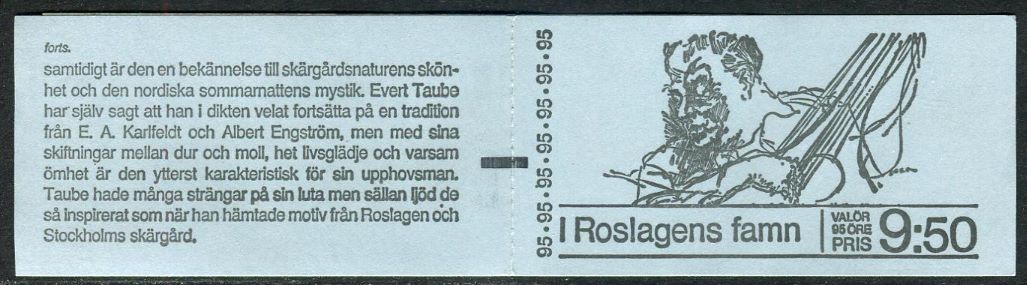 forts.
samtidigt är den en bekännelse till skärgårdsnaturens skön-
het och den nordiska sommarnattens mystik. Evert Taube
har själv sagt att han i dikten velat fortsätta på en tradition
från E. A. Karlfeldt och Albert Engström, men med sina
skiftningar mellan dur och moll, het livsglädje och varsam
ömhet är den ytterst karakteristisk för sin upphovsman.
Taube hade många strängar på sin luta men sällan ljöd de
så inspirerat som när han hämtade motiv från Roslagen och
Stockholms skärgård.
95•95•95•95•95•95•95
I Roslagens famn
VALÖR
95 ÖRE
PRIS
9:50